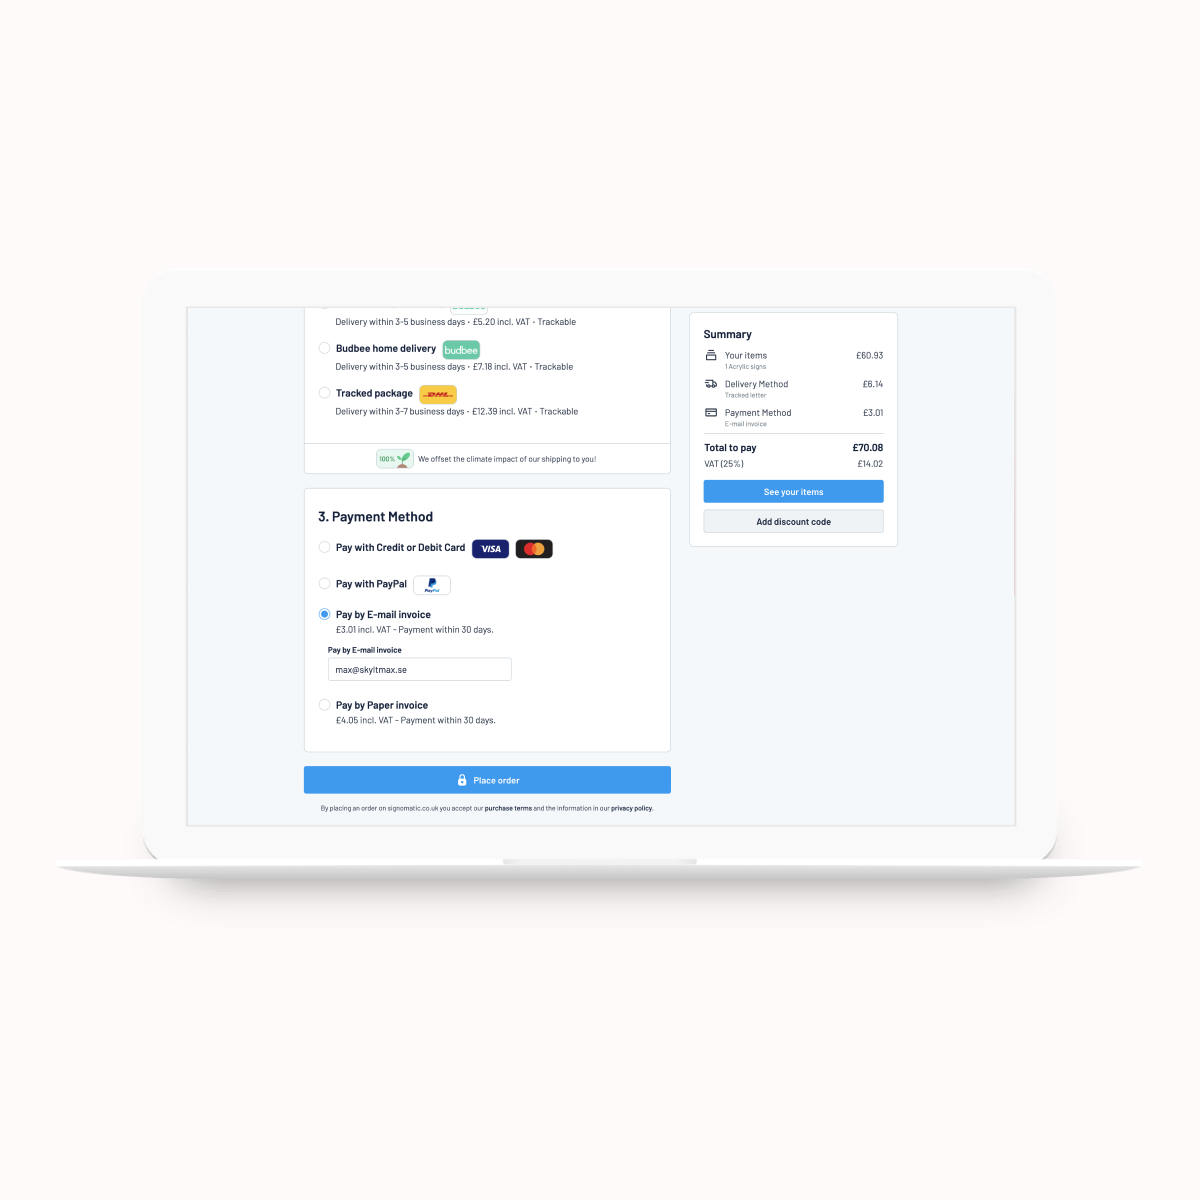 Delivery within 3-5 business days • £5.20 incl. VAT • Trackable
Budbee home delivery budbee
Delivery within 3-5 business days • £7.18 incl. VAT • Trackable
Tracked package DHL
Delivery within 3-7 business days • £12.39 incl. VAT • Trackable
100% We offset the climate impact of our shipping to you!
3. Payment Method
Pay with Credit or Debit Card VISA
Pay with PayPal PayPal
Pay by E-mail invoice
£3.01 incl. VAT - Payment within 30 days.
Pay by E-mail invoice
max@skyltmax.se
Pay by Paper invoice
£4.05 incl. VAT - Payment within 30 days.
Place order
By placing an order on signomatic.co.uk you accept our purchase terms and the information in our privacy policy.
Summary
Your items £60.93
1 Acrylic signs
Delivery Method £6.14
Tracked letter
Payment Method £3.01
E-mail invoice
Total to pay £70.08
VAT (25%) £14.02
See your items
Add discount code